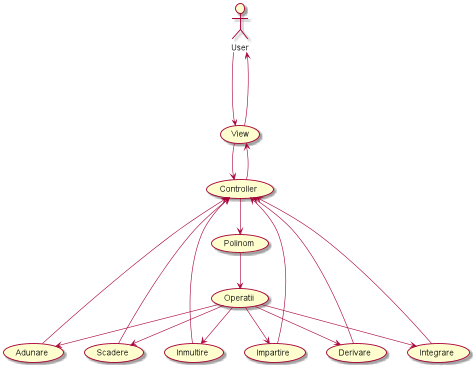 User
View
Controller
Polinom
Operatii
Adunare Scadere Inmultire Impartire Derivare Integrare